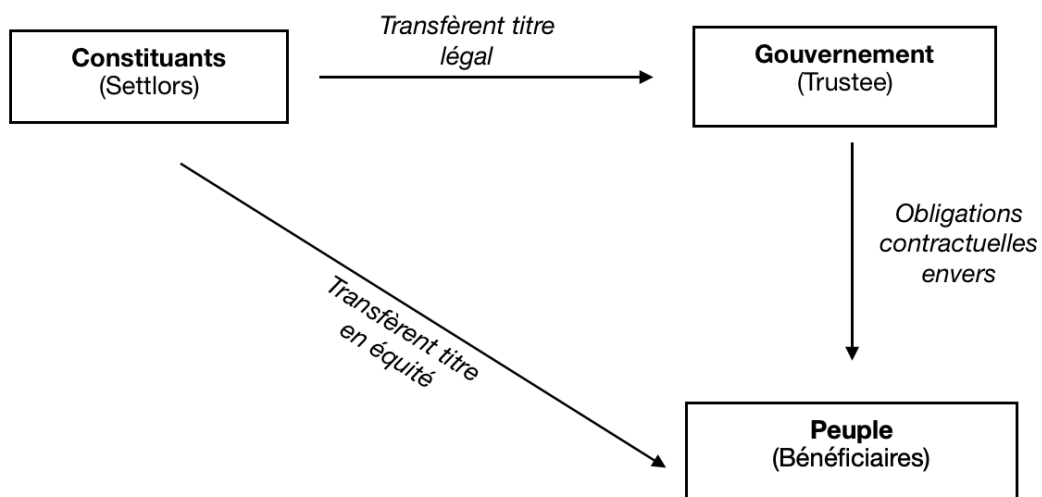 Transfèrent titre
légal
Constituants
(Settlors)
Gouvernement
(Trustee)
Obligations
contractuelles
envers
Transfèrent titre
en équité
Peuple
(Bénéficiaires)